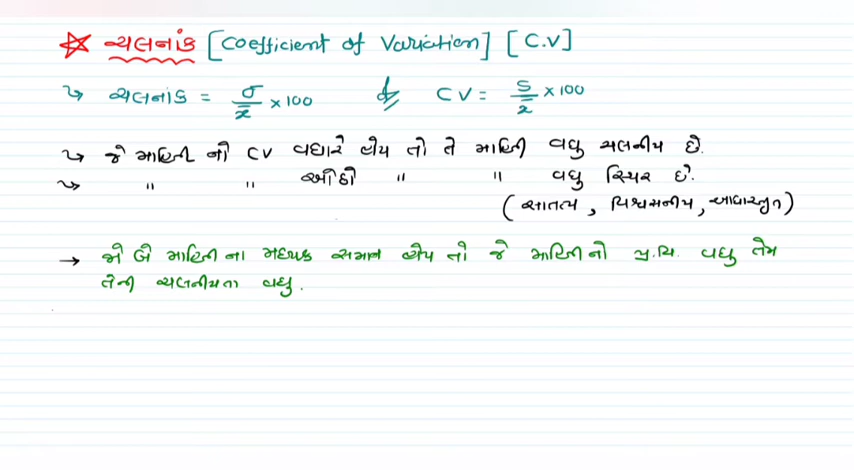 ☆ ચલનાંક [Coefficient of Variation] [C.V]
↳ ચલનાંક = σ/x̄ × 100 CV = S/x̄ × 100
↳ જે માહિતી નો CV વધારે હોય તો તે માહિતી વધુ ચલનીય છે.
↳ " " ઓછો " " વધુ સ્થિર છે.
(સાતત્ય, વિશ્વસનીય, આધારભૂત)
→ જો બે માહિતી ના મધ્યક સમાન હોય તો જે માહિતી નો પ્ર.વિ. વધુ તેમ
તેની ચલનીયતા વધુ.